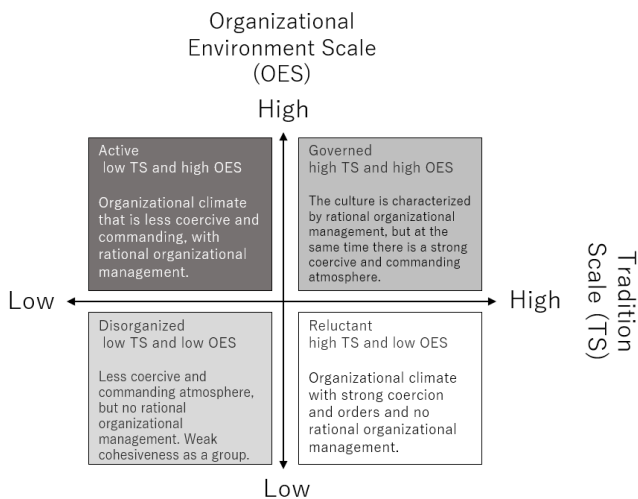 Organizational
Environment Scale
(OES)
High
Active
low TS and high OES
Organizational climate
that is less coercive and
commanding, with
rational organizational
management.
Governed
high TS and high OES
The culture is characterized
by rational organizational
management, but at the
same time there is a strong
coercive and commanding
atmosphere.
Low
High
Tradition
Scale (TS)
Disorganized
low TS and low OES
Less coercive and
commanding atmosphere,
but no rational
organizational
management. Weak
cohesiveness as a group.
Reluctant
high TS and low OES
Organizational climate
with strong coercion
and orders and no
rational organizational
management.
Low